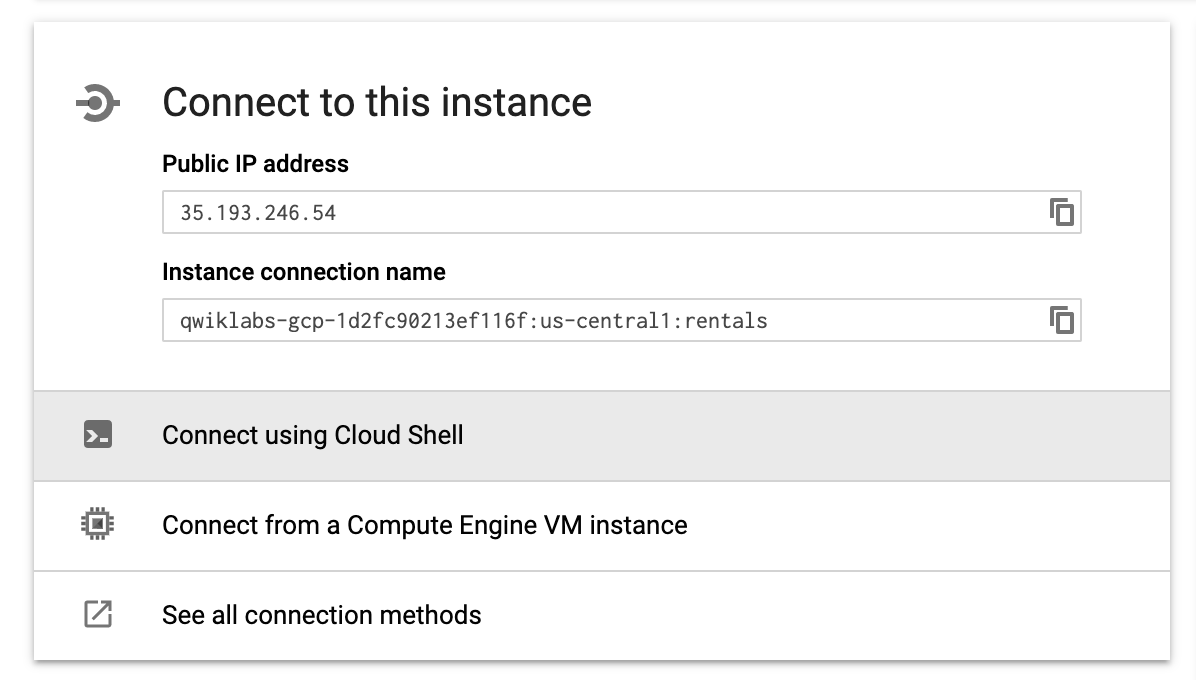 Connect to this instance
Public IP address
35.193.246.54
Instance connection name
qwiklabs-gcp-1d2fc90213ef116f:us-central1:rentals
Connect using Cloud Shell
Connect from a Compute Engine VM instance
See all connection methods